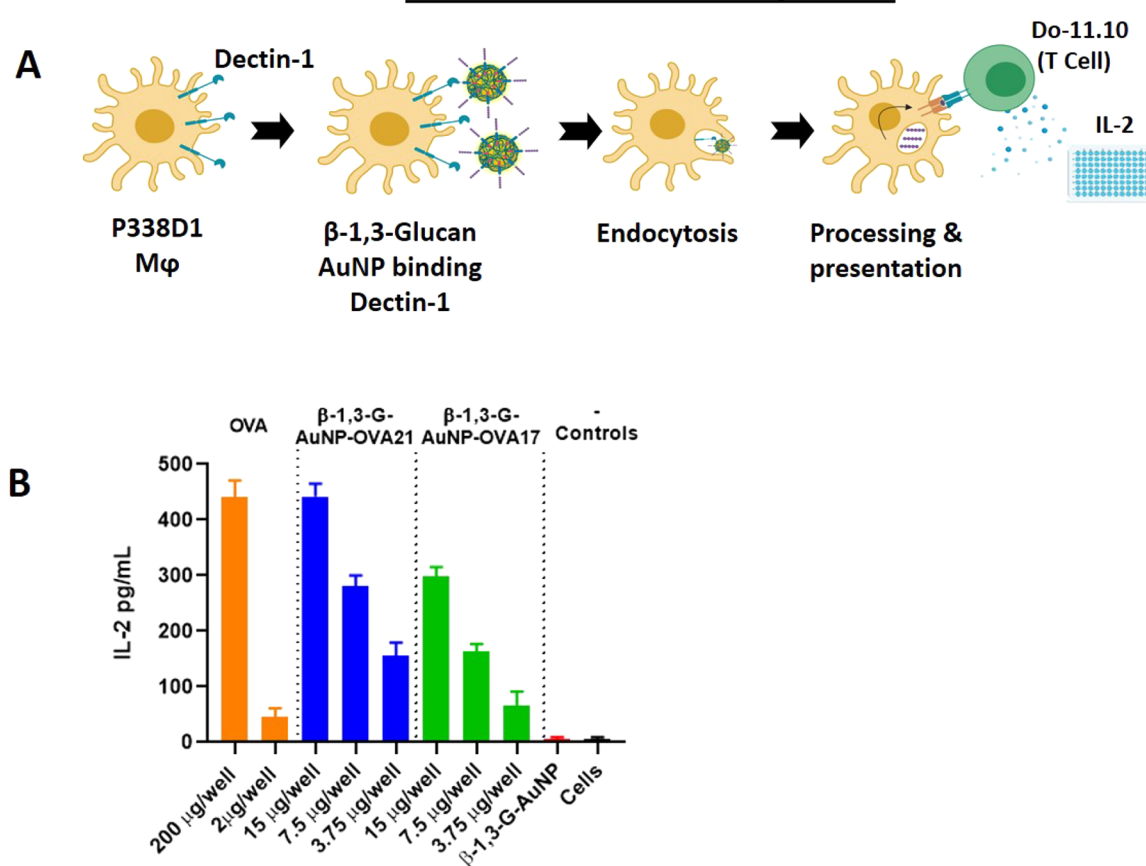 A
Dectin-1
Do-11.10
(T Cell)
IL-2
P338D1
Mφ
β-1,3-Glucan
AuNP binding
Dectin-1
Endocytosis
Processing &
presentation
B
OVA
β-1,3-G-
AuNP-OVA21
β-1,3-G-
AuNP-OVA17
-
Controls
IL-2 pg/mL
500
400
300
200
100
0
200 μg/well
2μg/well
15 μg/well
7.5 μg/well
3.75 μg/well
15 μg/well
7.5 μg/well
3.75 μg/well
β-1,3-G-AuNP
Cells